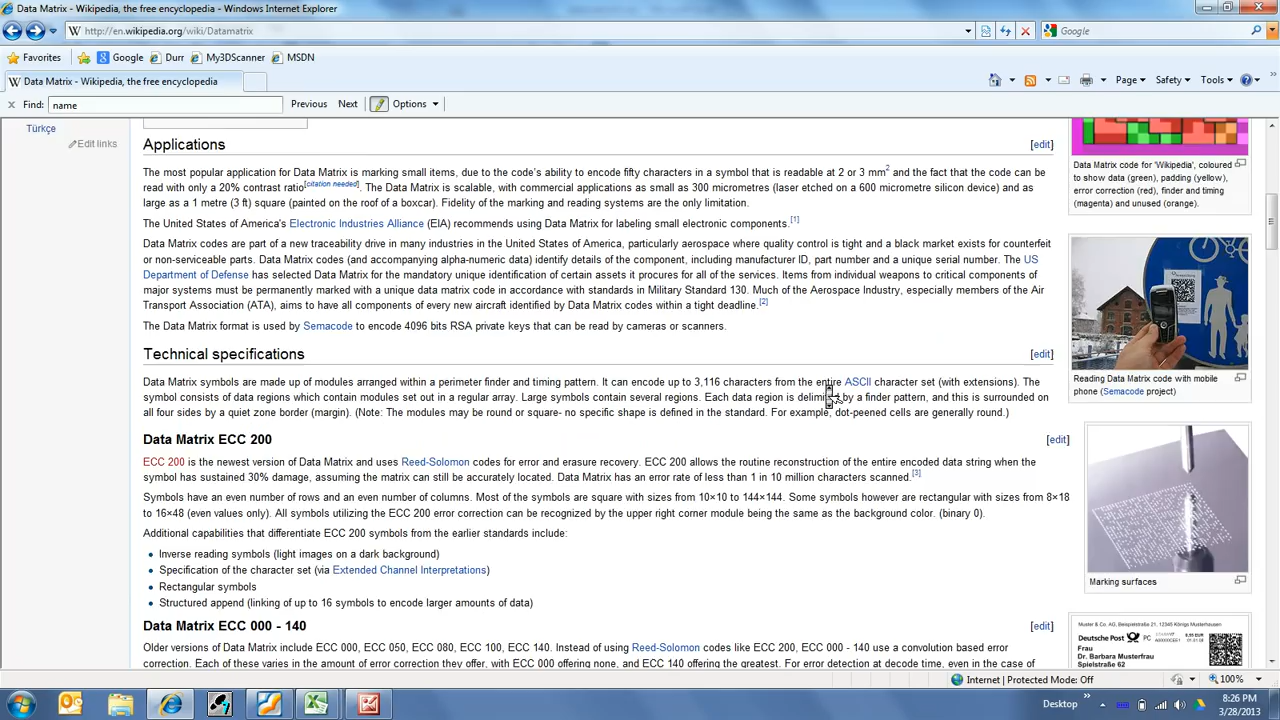 Data Matrix - Wikipedia, the free encyclopedia - Windows Internet Explorer
http://en.wikipedia.org/wiki/Datamatrix
Google
Favorites Google Durr My3DScanner MSDN
Data Matrix - Wikipedia, the free encyclopedia
Page Safety Tools
Find: name Previous Next Options
Türkçe
Edit links
Applications [edit]
The most popular application for Data Matrix is marking small items, due to the code's ability to encode fifty characters in a symbol that is readable at 2 or 3 mm2 and the fact that the code can be
read with only a 20% contrast ratio[citation needed]. The Data Matrix is scalable, with commercial applications as small as 300 micrometres (laser etched on a 600 micrometre silicon device) and as
large as a 1 metre (3 ft) square (painted on the roof of a boxcar). Fidelity of the marking and reading systems are the only limitation.
The United States of America's Electronic Industries Alliance (EIA) recommends using Data Matrix for labeling small electronic components.[1]
Data Matrix codes are part of a new traceability drive in many industries in the United States of America, particularly aerospace where quality control is tight and a black market exists for counterfeit
or non-serviceable parts. Data Matrix codes (and accompanying alpha-numeric data) identify details of the component, including manufacturer ID, part number and a unique serial number. The US
Department of Defense has selected Data Matrix for the mandatory unique identification of certain assets it procures for all of the services. Items from individual weapons to critical components of
major systems must be permanently marked with a unique data matrix code in accordance with standards in Military Standard 130. Much of the Aerospace Industry, especially members of the Air
Transport Association (ATA), aims to have all components of every new aircraft identified by Data Matrix codes within a tight deadline.[2]
The Data Matrix format is used by Semacode to encode 4096 bits RSA private keys that can be read by cameras or scanners.
Technical specifications [edit]
Data Matrix symbols are made up of modules arranged within a perimeter finder and timing pattern. It can encode up to 3,116 characters from the entire ASCII character set (with extensions). The
symbol consists of data regions which contain modules set out in a regular array. Large symbols contain several regions. Each data region is delimited by a finder pattern, and this is surrounded on
all four sides by a quiet zone border (margin). (Note: The modules may be round or square- no specific shape is defined in the standard. For example, dot-peened cells are generally round.)
Data Matrix ECC 200 [edit]
ECC 200 is the newest version of Data Matrix and uses Reed-Solomon codes for error and erasure recovery. ECC 200 allows the routine reconstruction of the entire encoded data string when the
symbol has sustained 30% damage, assuming the matrix can still be accurately located. Data Matrix has an error rate of less than 1 in 10 million characters scanned.[3]
Symbols have an even number of rows and an even number of columns. Most of the symbols are square with sizes from 10×10 to 144×144. Some symbols however are rectangular with sizes from 8×18
to 16×48 (even values only). All symbols utilizing the ECC 200 error correction can be recognized by the upper right corner module being the same as the background color. (binary 0).
Additional capabilities that differentiate ECC 200 symbols from the earlier standards include:
Inverse reading symbols (light images on a dark background)
Specification of the character set (via Extended Channel Interpretations)
Rectangular symbols
Structured append (linking of up to 16 symbols to encode larger amounts of data)
Data Matrix ECC 000 - 140 [edit]
Older versions of Data Matrix include ECC 000, ECC 050, ECC 080, ECC 100, ECC 140. Instead of using Reed-Solomon codes like ECC 200, ECC 000 - 140 use a convolution based error
correction. Each of these varies in the amount of error correction they offer, with ECC 000 offering none, and ECC 140 offering the greatest. For error detection at decode time, even in the case of
Data Matrix code for 'Wikipedia', coloured
to show data (green), padding (yellow),
error correction (red), finder and timing
(magenta) and unused (orange).
Reading DataMatrix code with mobile
phone (Semacode project)
Marking surfaces
Muster & Co. AG, Beispielstraße 21, 12345 Königs Musterhausen
Deutsche Post PC
Frau
Dr. Barbara Musterfrau
Spielstraße 62
Internet | Protected Mode: Off 100%
Desktop
8:26 PM
3/28/2013